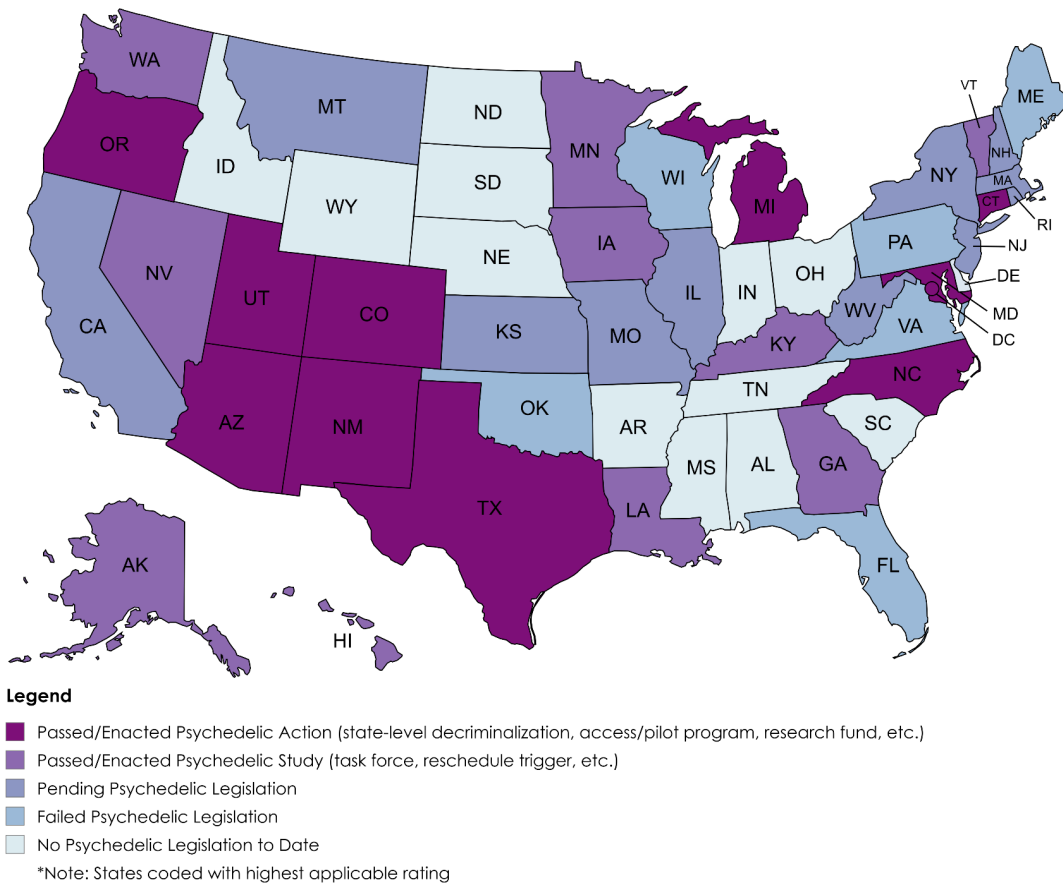 WA
OR
ID
MT
ND
SD
WY
NE
MN
WI
MI
IA
NV
UT
CO
CA
KS
MO
IL
IN
OH
PA
NY
VT
NH
ME
MA
CT
RI
NJ
DE
MD
DC
WV
VA
KY
NC
TN
SC
AZ
NM
OK
AR
TX
LA
MS
AL
GA
FL
AK
HI
Legend
Passed/Enacted Psychedelic Action (state-level decriminalization, access/pilot program, research fund, etc.)
Passed/Enacted Psychedelic Study (task force, reschedule trigger, etc.)
Pending Psychedelic Legislation
Failed Psychedelic Legislation
No Psychedelic Legislation to Date
*Note: States coded with highest applicable rating